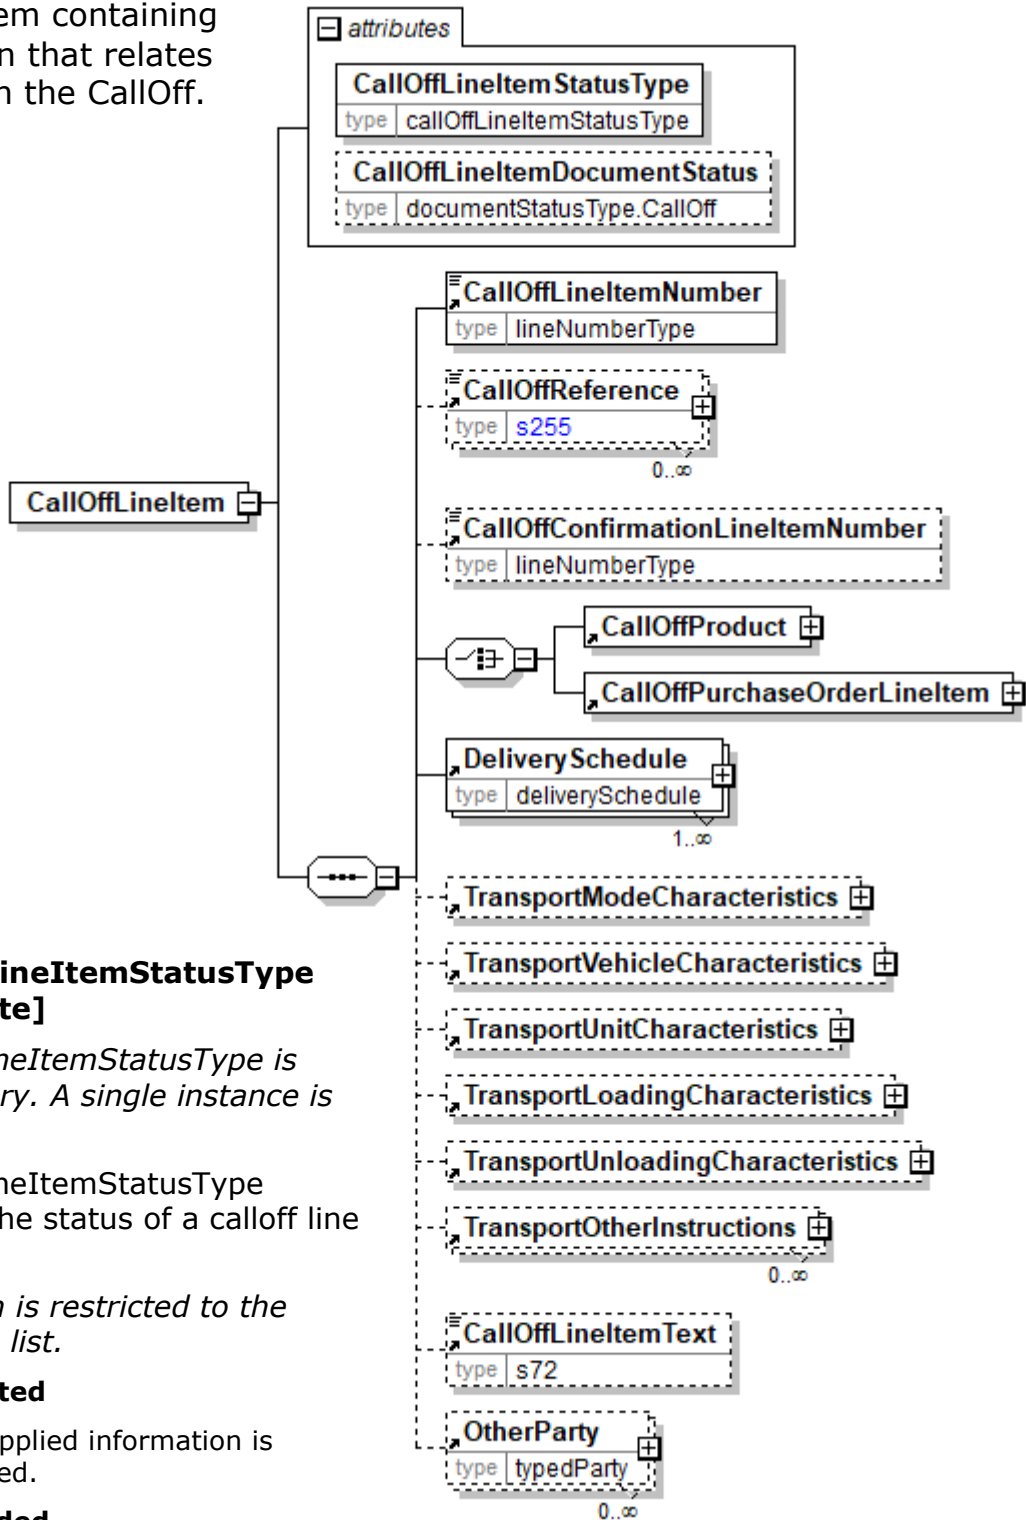 em containing
n that relates
n the CallOff.
attributes
CallOffLineItemStatusType
type callOffLineItemStatusType
CallOffLineItemDocumentStatus
type documentStatusType.CallOff
CallOffLineItemNumber
type lineNumberType
CallOffReference
type s255
0..∞
CallOffLineItem
CallOffConfirmationLineItemNumber
type lineNumberType
CallOffProduct
CallOffPurchaseOrderLineItem
DeliverySchedule
type deliverySchedule
1..∞
TransportModeCharacteristics
TransportVehicleCharacteristics
TransportUnitCharacteristics
TransportLoadingCharacteristics
TransportUnloadingCharacteristics
TransportOtherInstructions
0..∞
CallOffLineItemText
type s72
OtherParty
type typedParty
0..∞
ineItemStatusType
te]
neItemStatusType is
ry. A single instance is
neItemStatusType
he status of a calloff line
n is restricted to the
list.
ted
pplied information is
ed.
ded